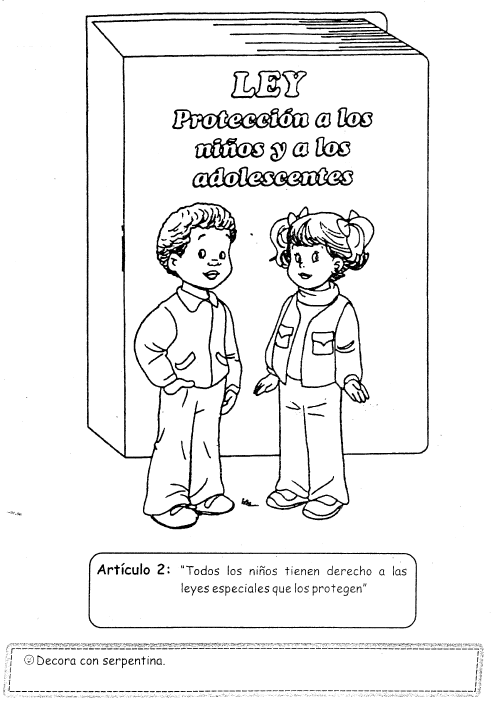 LEY
Protección a los
niños y a los
adolescentes
Artículo 2: "Todos los niños tienen derecho a las
leyes especiales que los protegen"
Decora con serpentina.